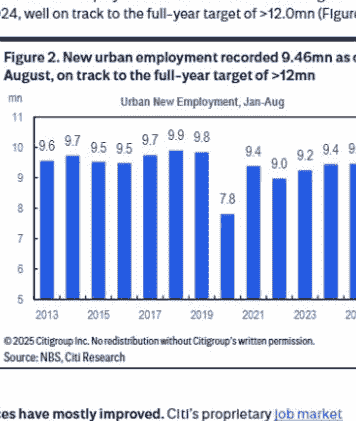 24, well on track to the full-year target of >12.0mn (Figure
Figure 2. New urban employment recorded 9.46mn as o
August, on track to the full-year target of >12mn
mn
Urban New Employment, Jan-Aug
11
10
9
8
7
6
5
9.6 9.7 9.5 9.5 9.7 9.9 9.8 7.8 9.4 9.0 9.2 9.4 9.
2013 2015 2017 2019 2021 2023 20
© 2025 Citigroup Inc. No redistribution without Citigroup's written permission.
Source: NBS, Citi Research
ces have mostly improved. Citi's proprietary job market